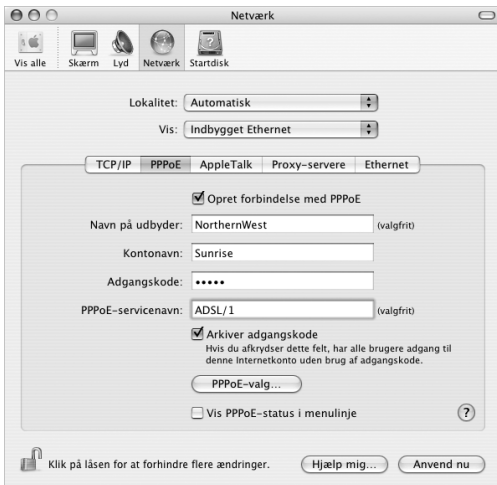 Netværk
Vis alle
Skærm
Lyd
Netværk
Startdisk
Lokalitet: Automatisk
Vis: Indbygget Ethernet
TCP/IP PPPoE AppleTalk Proxy-servere Ethernet
Opret forbindelse med PPPoE
Navn på udbyder: NorthernWest (valgfrit)
Kontonavn: Sunrise
Adgangskode: •••••
PPPoE-servicenavn: ADSL/1 (valgfrit)
Arkiver adgangskode
Hvis du afkrydser dette felt, har alle brugere adgang til
denne Internetkonto uden brug af adgangskode.
PPPoE-valg...
Vis PPPoE-status i menulinje
?
Klik på låsen for at forhindre flere ændringer.
Hjælp mig...
Anvend nu